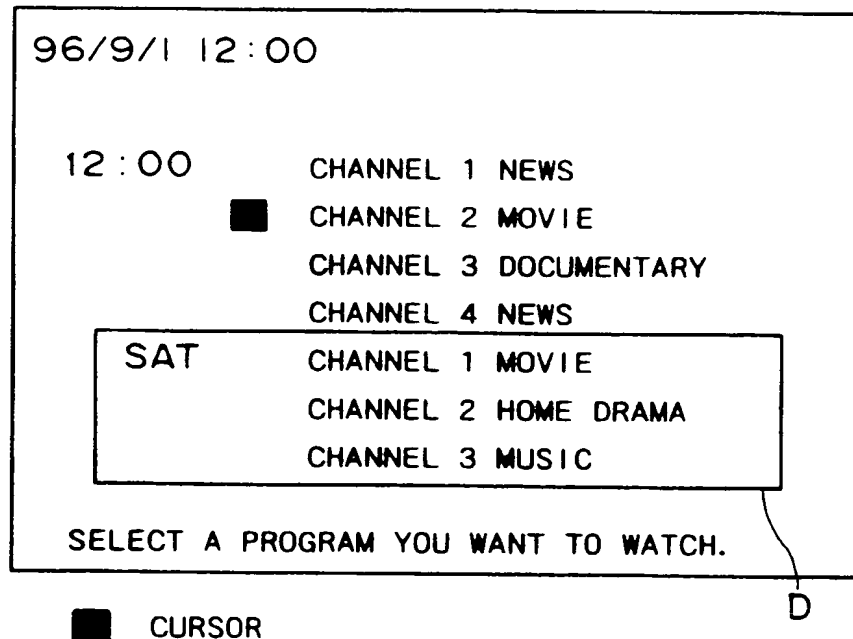 96/9/1 12:00
12:00 CHANNEL 1 NEWS
CHANNEL 2 MOVIE
CHANNEL 3 DOCUMENTARY
CHANNEL 4 NEWS
SAT CHANNEL 1 MOVIE
CHANNEL 2 HOME DRAMA
CHANNEL 3 MUSIC
SELECT A PROGRAM YOU WANT TO WATCH.
D
CURSOR